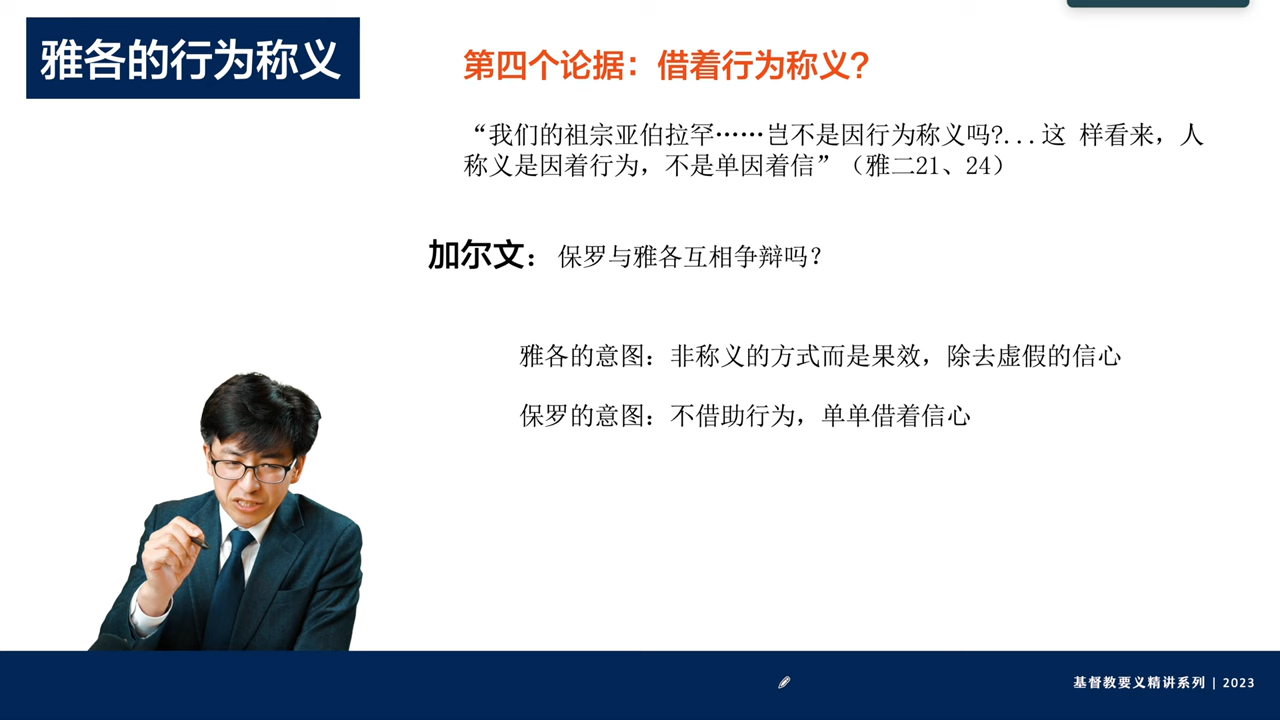 雅各的行为称义
第四个论据：借着行为称义？
“我们的祖宗亚伯拉罕……岂不是因行为称义吗?...这 样看来，人
称义是因着行为，不是单因着信”（雅二21、24）
加尔文： 保罗与雅各互相争辩吗？
雅各的意图：非称义的方式而是果效，除去虚假的信心
保罗的意图：不借助行为，单单借着信心
基督教要义精讲系列 | 2023